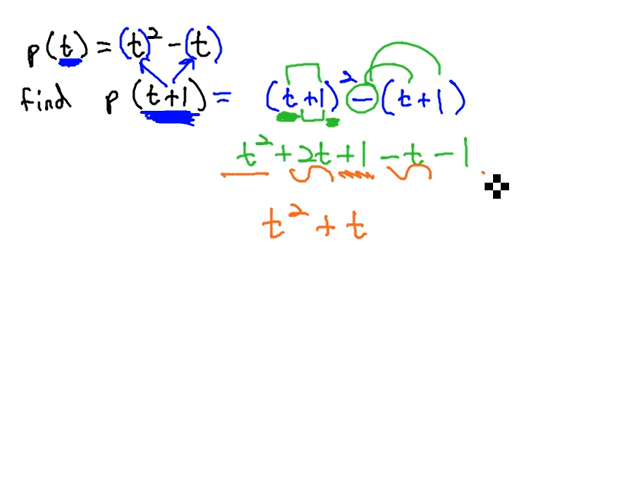 p(t) = (t)² - (t)
find p(t+1) = (t+1)² - (t+1)
t² + 2t + 1 - t - 1
t² + t